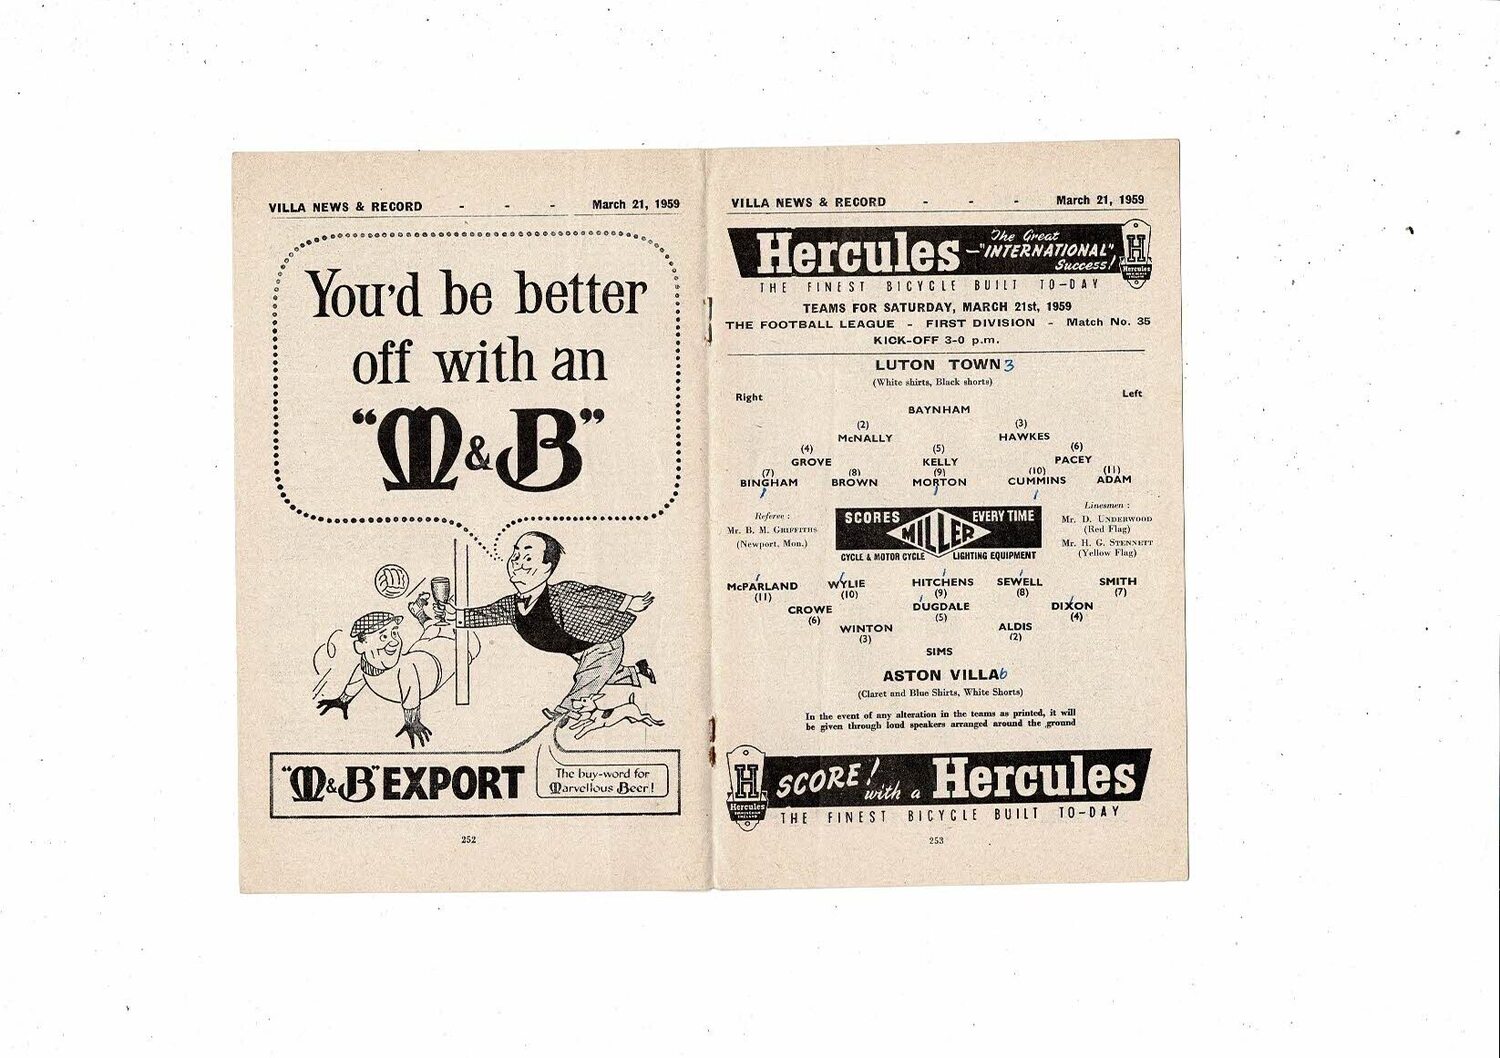 VILLA NEWS & RECORD - - - March 21, 1959
You'd be better
off with an
"M&B"
"M&B" EXPORT
The buy-word for
Marvellous Beer!
252
VILLA NEWS & RECORD - - - March 21, 1959
Hercules - The Great "INTERNATIONAL" Success!
H
Hercules
THE FINEST BICYCLE BUILT TO-DAY
TEAMS FOR SATURDAY, MARCH 21st, 1959
THE FOOTBALL LEAGUE - FIRST DIVISION - Match No. 35
KICK-OFF 3-0 p.m.
LUTON TOWN 3
(White shirts, Black shorts)
Right Left
BAYNHAM
(2) (3)
McNALLY HAWKES
(4) (5) (6)
GROVE KELLY PACEY
(7) (8) (9) (10) (11)
BINGHAM BROWN MORTON CUMMINS ADAM
Referee :
Mr. B. M. GRIFFITHS
(Newport, Mon.)
SCORES MILLER EVERY TIME
CYCLE & MOTOR CYCLE LIGHTING EQUIPMENT
Linesmen :
Mr. D. UNDERWOOD
(Red Flag)
Mr. H. G. STENNETT
(Yellow Flag)
McPARLAND WYLIE HITCHENS SEWELL SMITH
(11) (10) (9) (8) (7)
CROWE DUGDALE DIXON
(6) (5) (4)
WINTON ALDIS
(3) (2)
SIMS
ASTON VILLA 6
(Claret and Blue Shirts, White Shorts)
In the event of any alteration in the teams as printed, it will
be given through loud speakers arranged around the ground
H
Hercules
SCORE! with a Hercules
THE FINEST BICYCLE BUILT TO-DAY
253